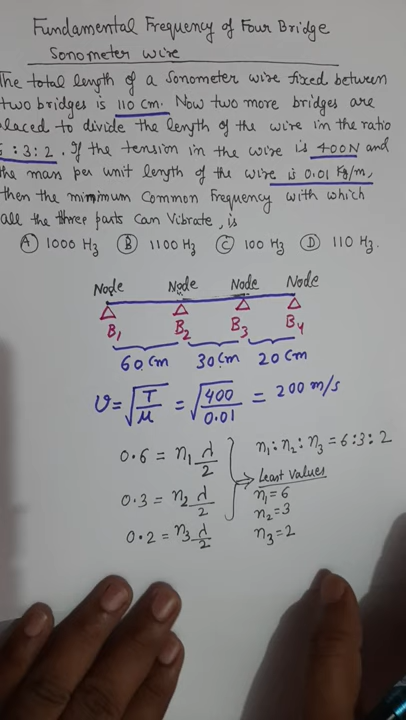 Fundamental Frequency of Four Bridge
Sonometer wire
The total length of a sonometer wire fixed between
two bridges is 110 cm. Now two more bridges are
placed to divide the length of the wire in the ratio
6:3:2. If the tension in the wire is 400N and
the mass per unit length of the wire is 0.01 Kg/m,
then the minimum Common Frequency with which
all the three parts can Vibrate, is
(A) 1000 Hz (B) 1100 Hz (C) 100 Hz (D) 110 Hz.
Node Node Node Node
B1 B2 B3 B4
60 Cm 30 Cm 20 Cm
v = √(T/μ) = √(400/0.01) = 200 m/s
0.6 = n1 λ/2
n1 : n2 : n3 = 6:3:2
Least Values
n1 = 6
0.3 = n2 λ/2
n2 = 3
0.2 = n3 λ/2
n3 = 2